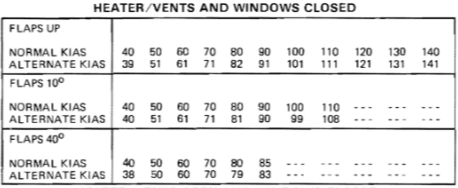 HEATER/VENTS AND WINDOWS CLOSED
FLAPS UP
NORMAL KIAS 40 50 60 70 80 90 100 110 120 130 140
ALTERNATE KIAS 39 51 61 71 82 91 101 111 121 131 141
FLAPS 10º
NORMAL KIAS 40 50 60 70 80 90 100 110 --- --- ---
ALTERNATE KIAS 40 51 61 71 81 90 99 108 --- --- ---
FLAPS 40º
NORMAL KIAS 40 50 60 70 80 85 --- --- --- --- ---
ALTERNATE KIAS 38 50 60 70 79 83 --- --- --- --- ---